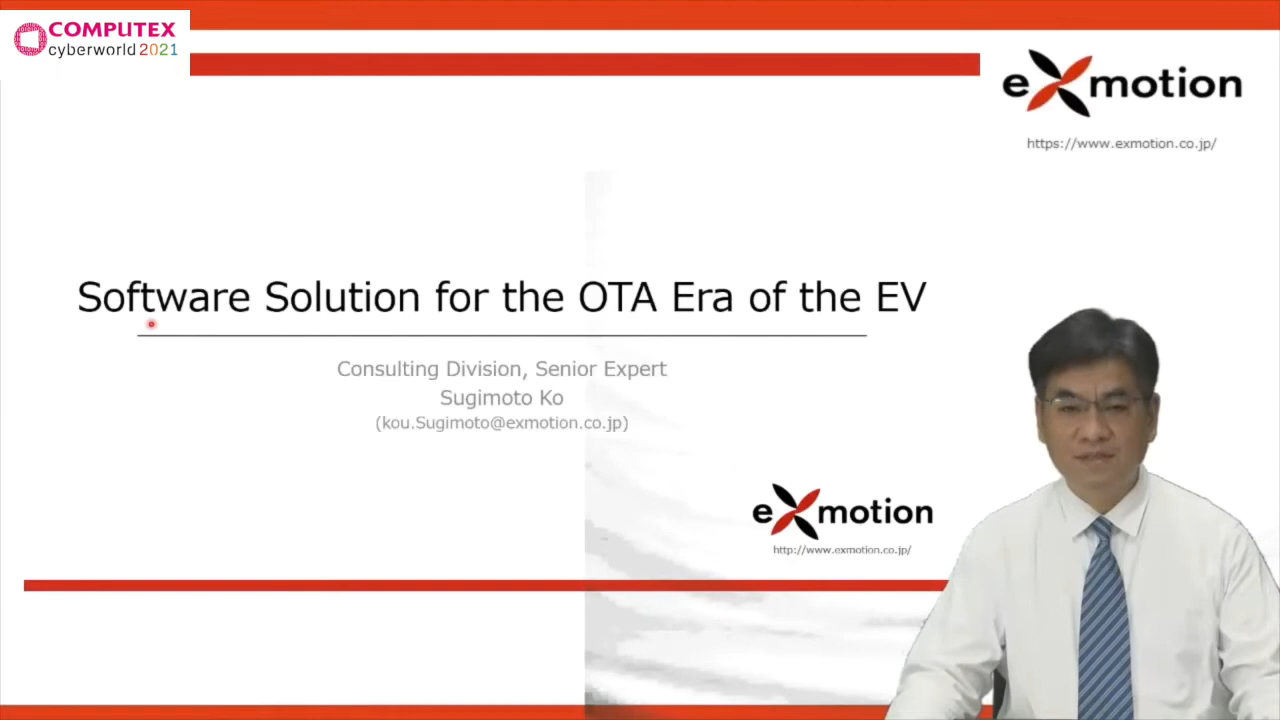 COMPUTEX
cyberworld 2021
eXmotion
https://www.exmotion.co.jp/
Software Solution for the OTA Era of the EV
Consulting Division, Senior Expert
Sugimoto Ko
(kou.Sugimoto@exmotion.co.jp)
eXmotion
http://www.exmotion.co.jp/